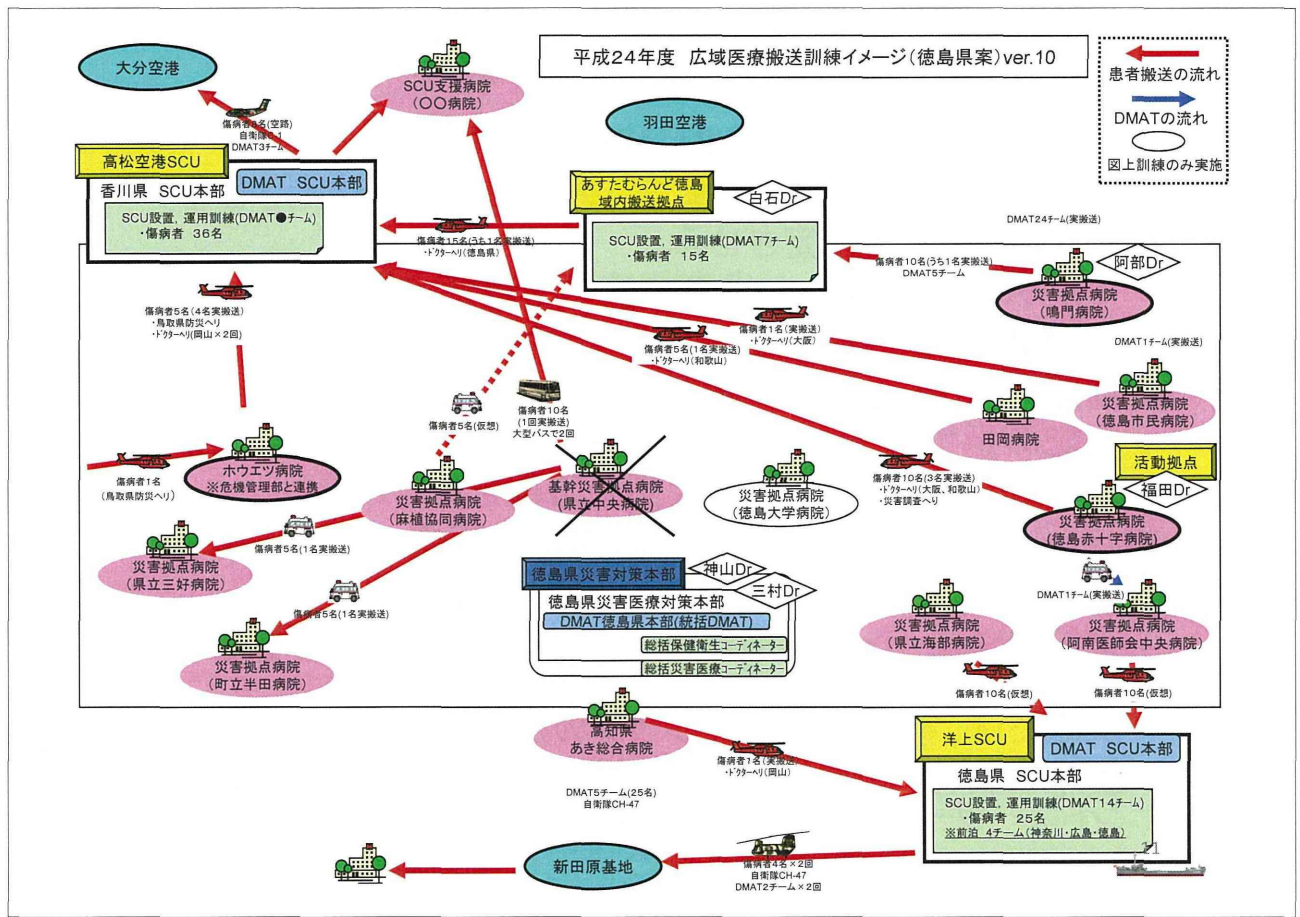 平成24年度 広域医療搬送訓練イメージ(徳島県案)ver.10
患者搬送の流れ
DMATの流れ
図上訓練のみ実施
大分空港
SCU支援病院
(〇〇病院)
羽田空港
傷病者8名(空路)
自衛隊C-1
DMAT3チーム
高松空港SCU
香川県 SCU本部
DMAT SCU本部
SCU設置, 運用訓練(DMAT●チーム)
・傷病者 36名
あすたむらんど徳島
域内搬送拠点
白石Dr
SCU設置, 運用訓練(DMAT7チーム)
・傷病者 15名
傷病者15名(うち1名実搬送)
・ドクターヘリ(徳島県)
DMAT24チーム(実搬送)
傷病者10名(うち1名実搬送)
DMAT5チーム
阿部Dr
災害拠点病院
(鳴門病院)
傷病者5名(4名実搬送)
・鳥取県防災ヘリ
・ドクターヘリ(岡山×2回)
傷病者1名(実搬送)
・ドクターヘリ(大阪)
傷病者5名(1名実搬送)
・ドクターヘリ(和歌山)
DMAT1チーム(実搬送)
災害拠点病院
(徳島市民病院)
田岡病院
傷病者5名(仮想)
傷病者10名
(1回実搬送)
大型バスで2回
傷病者1名
(鳥取県防災ヘリ)
ホウエツ病院
※危機管理部と連携
災害拠点病院
(麻植協同病院)
基幹災害拠点病院
(県立中央病院)
災害拠点病院
(徳島大学病院)
傷病者10名(3名実搬送)
・ドクターヘリ(大阪、和歌山)
・災害調査へり
活動拠点
福田Dr
災害拠点病院
(徳島赤十字病院)
傷病者5名(1名実搬送)
災害拠点病院
(県立三好病院)
傷病者5名(1名実搬送)
災害拠点病院
(町立半田病院)
徳島県災害対策本部
神山Dr
三村Dr
徳島県災害医療対策本部
DMAT徳島県本部(統括DMAT)
総括保健衛生コーディネーター
総括災害医療コーディネーター
DMAT1チーム(実搬送)
災害拠点病院
(県立海部病院)
災害拠点病院
(阿南医師会中央病院)
傷病者10名(仮想)
傷病者10名(仮想)
高知県
あき総合病院
傷病者1名(実搬送)
・ドクターヘリ(岡山)
DMAT5チーム(25名)
自衛隊CH-47
洋上SCU
DMAT SCU本部
徳島県 SCU本部
SCU設置, 運用訓練(DMAT14チーム)
・傷病者 25名
※前泊 4チーム(神奈川・広島・徳島)
新田原基地
傷病者4名×2回
自衛隊CH-47
DMAT2チーム×2回
21